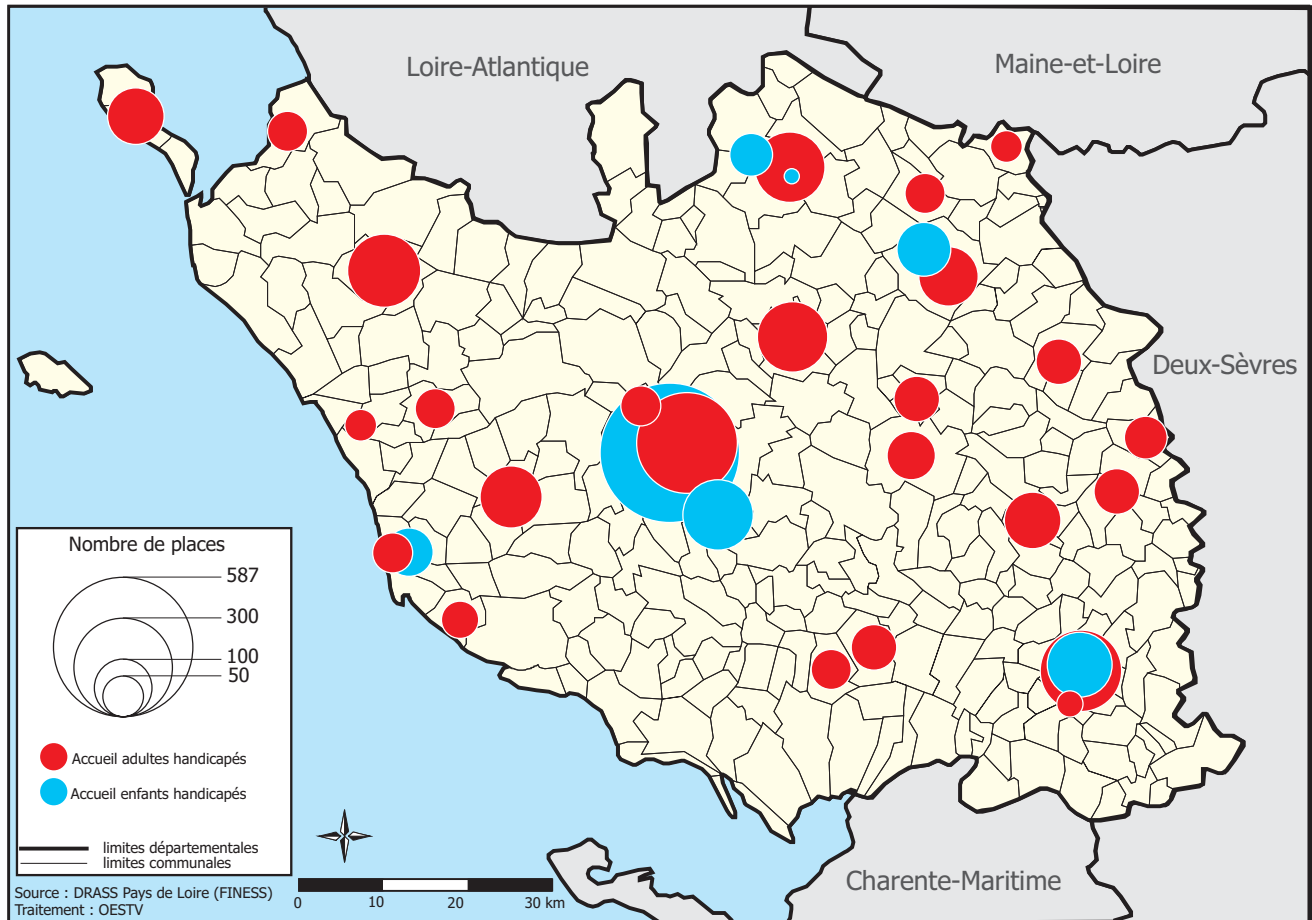 Loire-Atlantique
Maine-et-Loire
Deux-Sèvres
Nombre de places
587
300
100
50
Accueil adultes handicapés
Accueil enfants handicapés
limites départementales
limites communales
Source : DRASS Pays de Loire (FINESS)
Traitement : OESTV
0 10 20 30 km
Charente-Maritime